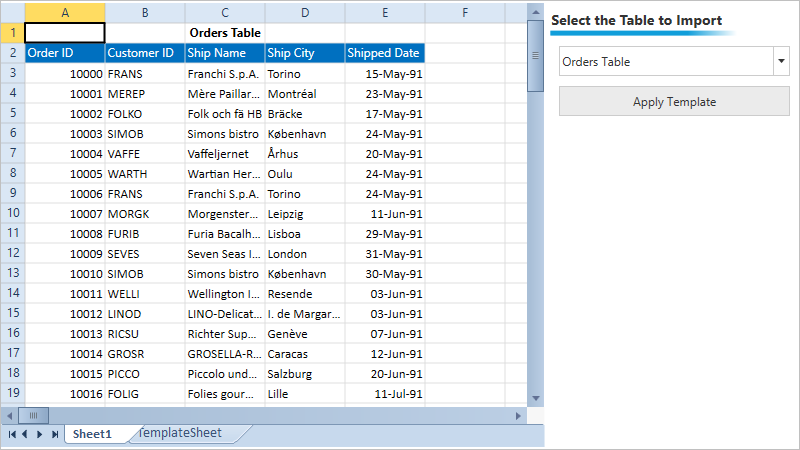 A B C D E F
1 Orders Table
2 Order ID Customer ID Ship Name Ship City Shipped Date
3 10000 FRANS Franchi S.p.A. Torino 15-May-91
4 10001 MEREP Mère Paillar... Montréal 23-May-91
5 10002 FOLKO Folk och fä HB Bräcke 17-May-91
6 10003 SIMOB Simons bistro København 24-May-91
7 10004 VAFFE Vaffeljernet Århus 20-May-91
8 10005 WARTH Wartian Her... Oulu 24-May-91
9 10006 FRANS Franchi S.p.A. Torino 24-May-91
10 10007 MORGK Morgenster... Leipzig 11-Jun-91
11 10008 FURIB Furia Bacalh... Lisboa 29-May-91
12 10009 SEVES Seven Seas I... London 31-May-91
13 10010 SIMOB Simons bistro København 30-May-91
14 10011 WELLI Wellington I... Resende 03-Jun-91
15 10012 LINOD LINO-Delicat... I. de Margar... 03-Jun-91
16 10013 RICSU Richter Sup... Genève 07-Jun-91
17 10014 GROSR GROSELLA-R... Caracas 12-Jun-91
18 10015 PICCO Piccolo und... Salzburg 20-Jun-91
19 10016 FOLIG Folies gour... Lille 11-Jul-91
Sheet1 TemplateSheet
Select the Table to Import
Orders Table
Apply Template